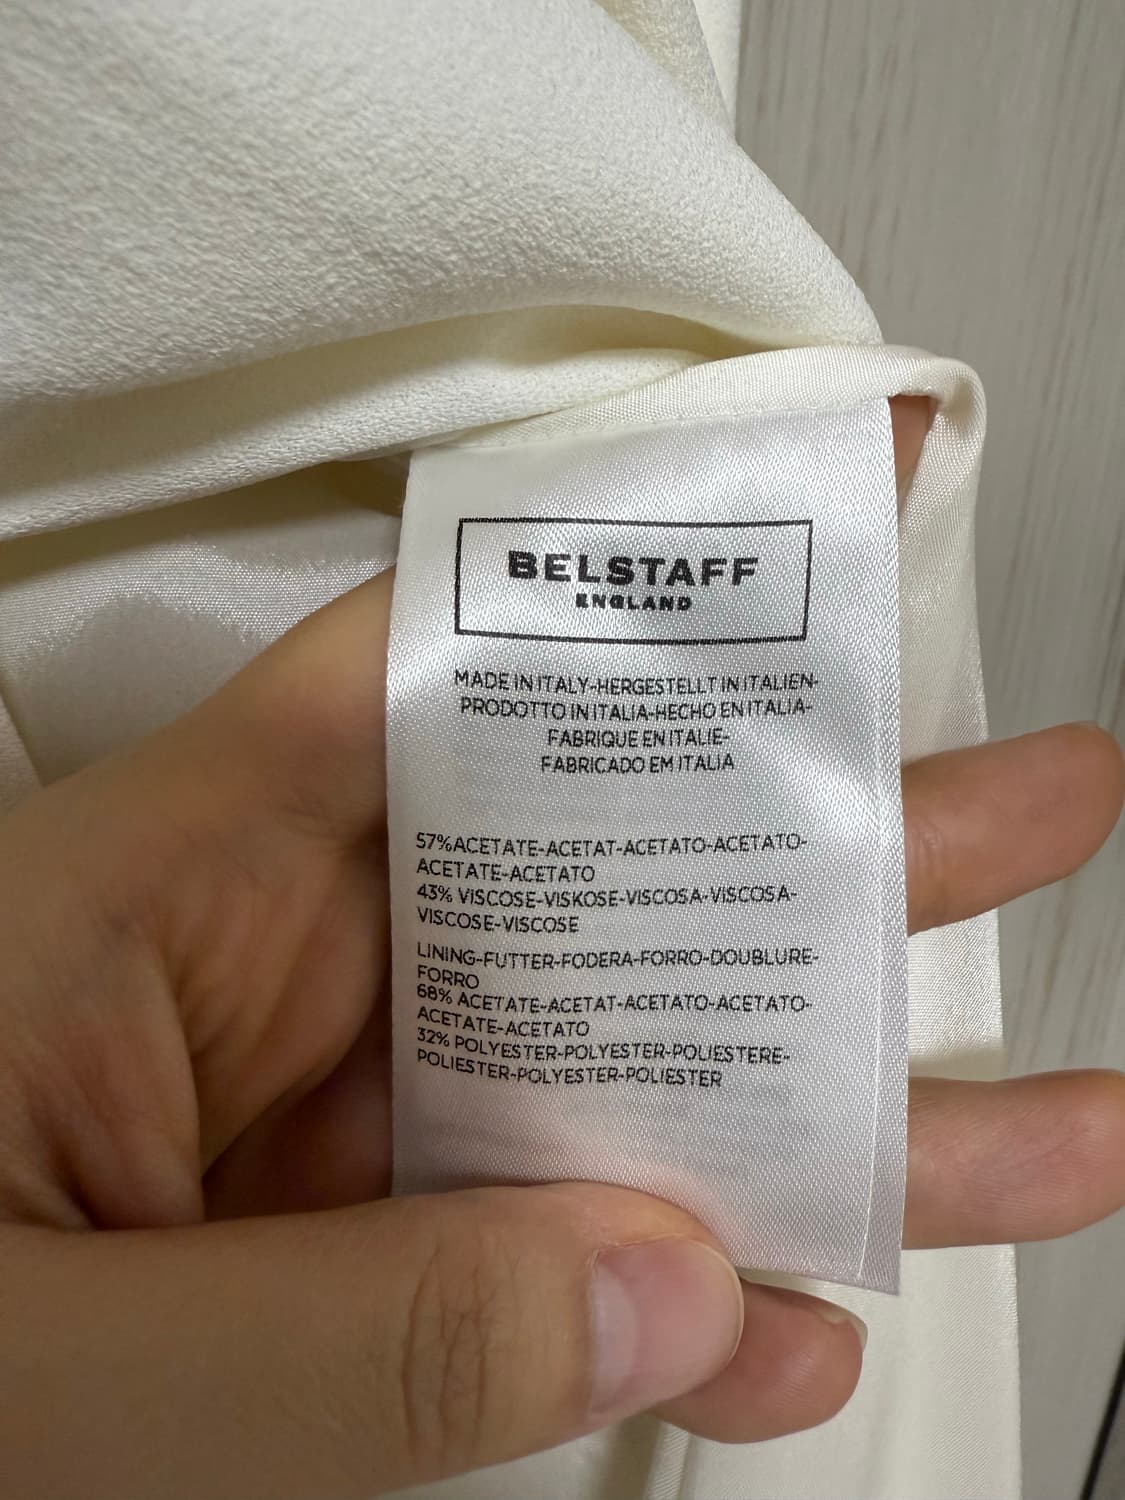 BELSTAFF
ENGLAND
MADE IN ITALY-HERGESTELLT IN ITALIEN-
PRODOTTO IN ITALIA-HECHO EN ITALIA-
FABRIQUE EN ITALIE-
FABRICADO EM ITALIA
57%ACETATE-ACETAT-ACETATO-ACETATO-
ACETATE-ACETATO
43% VISCOSE-VISKOSE-VISCOSA-VISCOSA-
VISCOSE-VISCOSE
LINING-FUTTER-FODERA-FORRO-DOUBLURE-
FORRO
68% ACETATE-ACETAT-ACETATO-ACETATO-
ACETATE-ACETATO
32% POLYESTER-POLYESTER-POLIESTERE-
POLIESTER-POLYESTER-POLIESTER